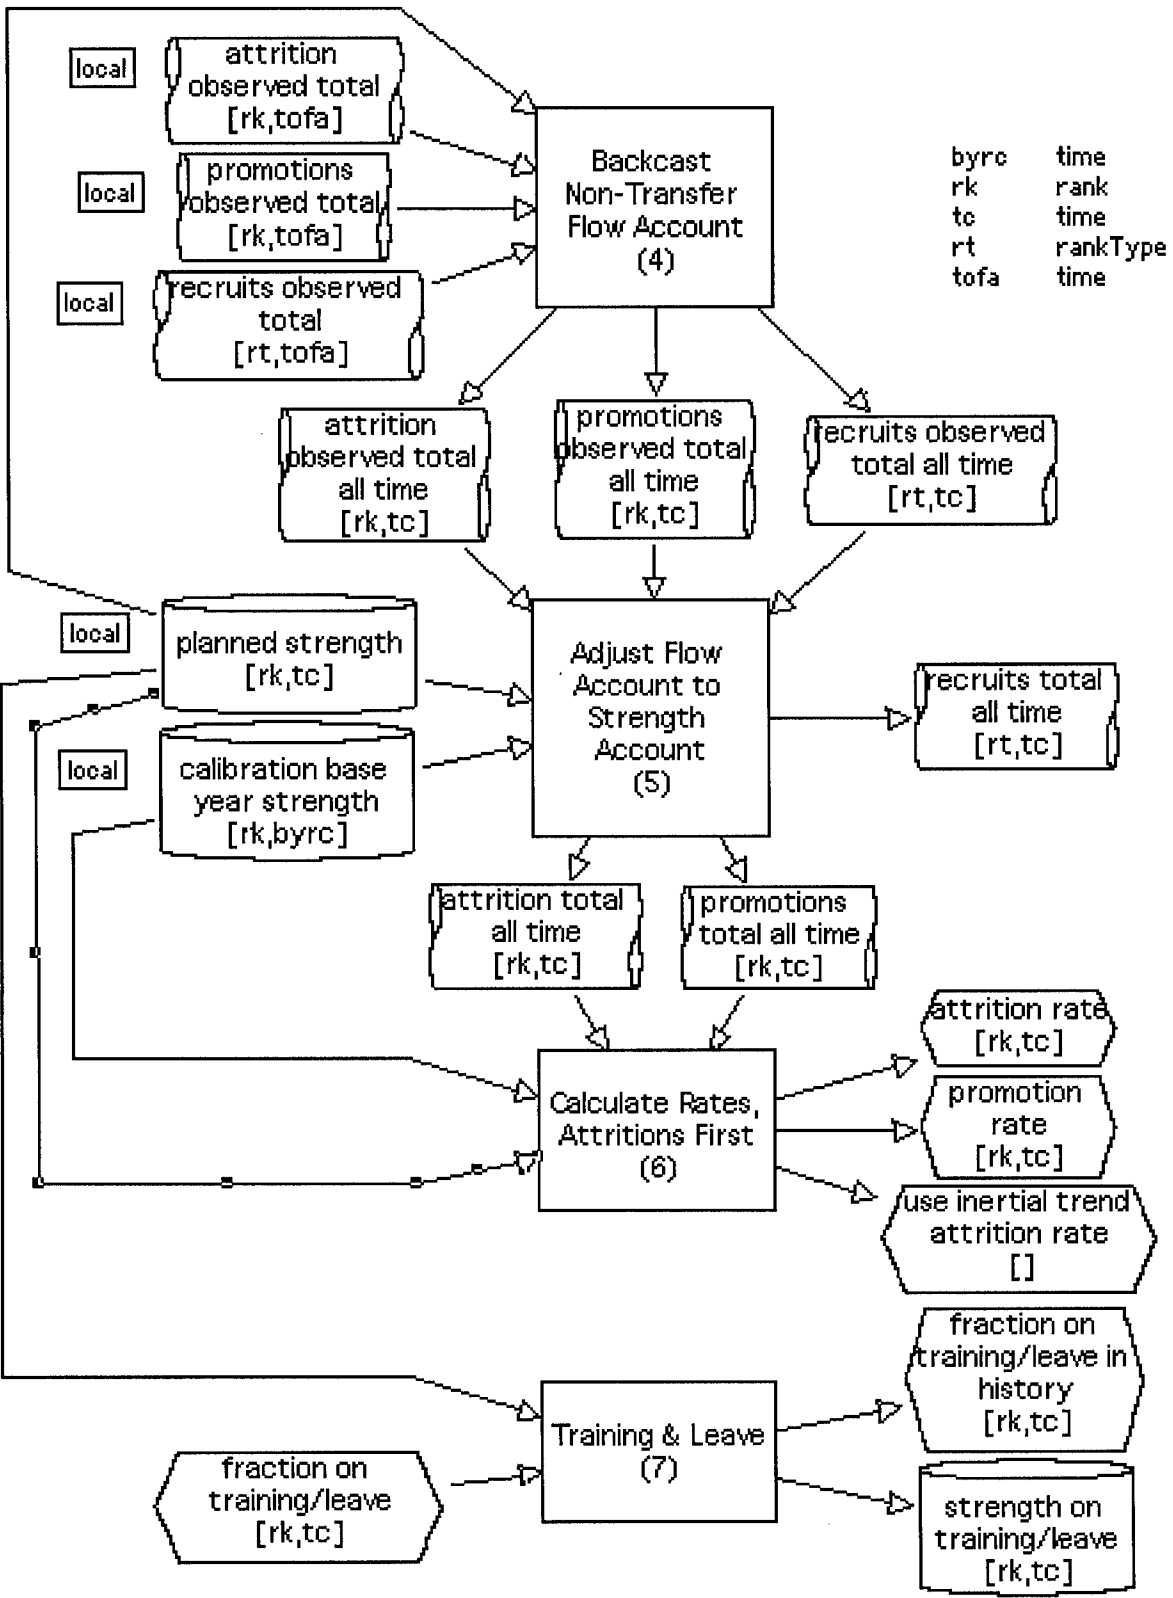 local
attrition
observed total
[rk,tofa]
local
promotions
observed total
[rk,tofa]
local
recruits observed
total
[rt,tofa]
Backcast
Non-Transfer
Flow Account
(4)
byrc time
rk rank
tc time
rt rankType
tofa time
attrition
observed total
all time
[rk,tc]
promotions
observed total
all time
[rk,tc]
recruits observed
total all time
[rt,tc]
local
planned strength
[rk,tc]
local
calibration base
year strength
[rk,byrc]
Adjust Flow
Account to
Strength
Account
(5)
recruits total
all time
[rt,tc]
attrition total
all time
[rk,tc]
promotions
total all time
[rk,tc]
Calculate Rates,
Attritions First
(6)
attrition rate
[rk,tc]
promotion
rate
[rk,tc]
use inertial trend
attrition rate
[]
fraction on
training/leave
[rk,tc]
Training & Leave
(7)
fraction on
training/leave in
history
[rk,tc]
strength on
training/leave
[rk,tc]